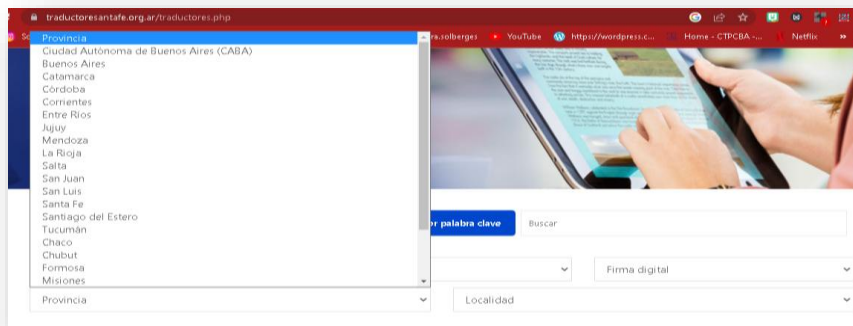 traductoresantafe.org.ar/traductores.php
ra.solberges YouTube https://wordpress.c... Home - CTPCBA -... Netflix »
Provincia
Ciudad Autónoma de Buenos Aires (CABA)
Buenos Aires
Catamarca
Córdoba
Corrientes
Entre Ríos
Jujuy
Mendoza
La Rioja
Salta
San Juan
San Luis
Santa Fe
Santiago del Estero
Tucumán
Chaco
Chubut
Formosa
Misiones
or palabra clave Buscar
Firma digital
Provincia Localidad